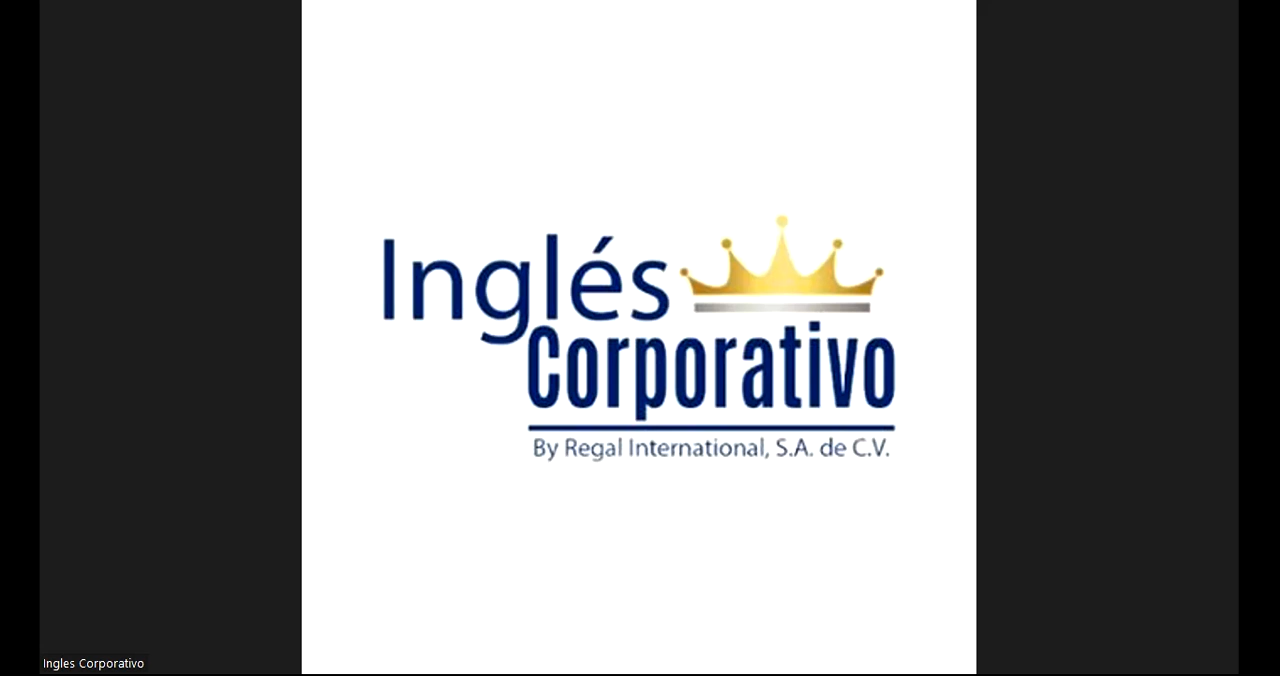 Inglés
Corporativo
By Regal International, S.A. de C.V.
Ingles Corporativo